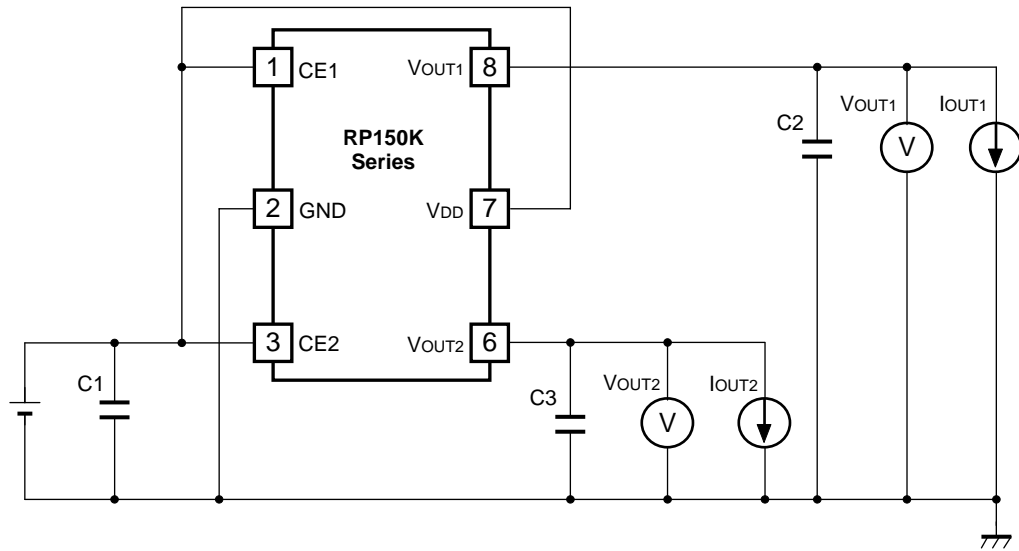 1 CE1 VOUT1 8
RP150K
Series
VOUT1 IOUT1
C2
V
2 GND VDD 7
3 CE2 VOUT2 6
C1
VOUT2 IOUT2
C3
V